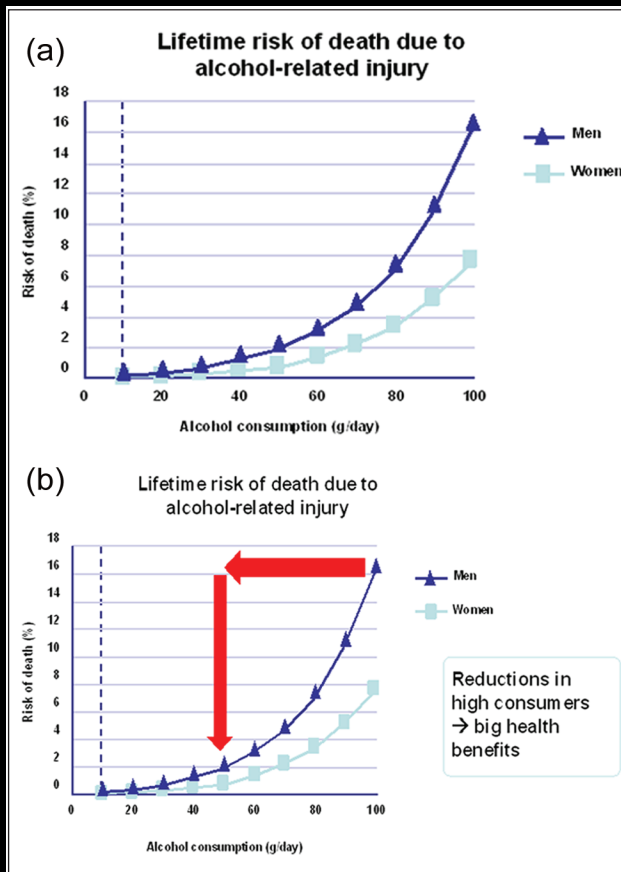 (a)
Lifetime risk of death due to
alcohol-related injury
18
16
14
12
10
8
6
4
2
0
Risk of death (%)
0
20
40
60
80
100
Alcohol consumption (g/day)
Men
Women
(b)
Lifetime risk of death due to
alcohol-related injury
18
16
14
12
10
8
6
4
2
0
Risk of death (%)
0
20
40
60
80
100
Alcohol consumption (g/day)
Men
Women
Reductions in
high consumers
→ big health
benefits